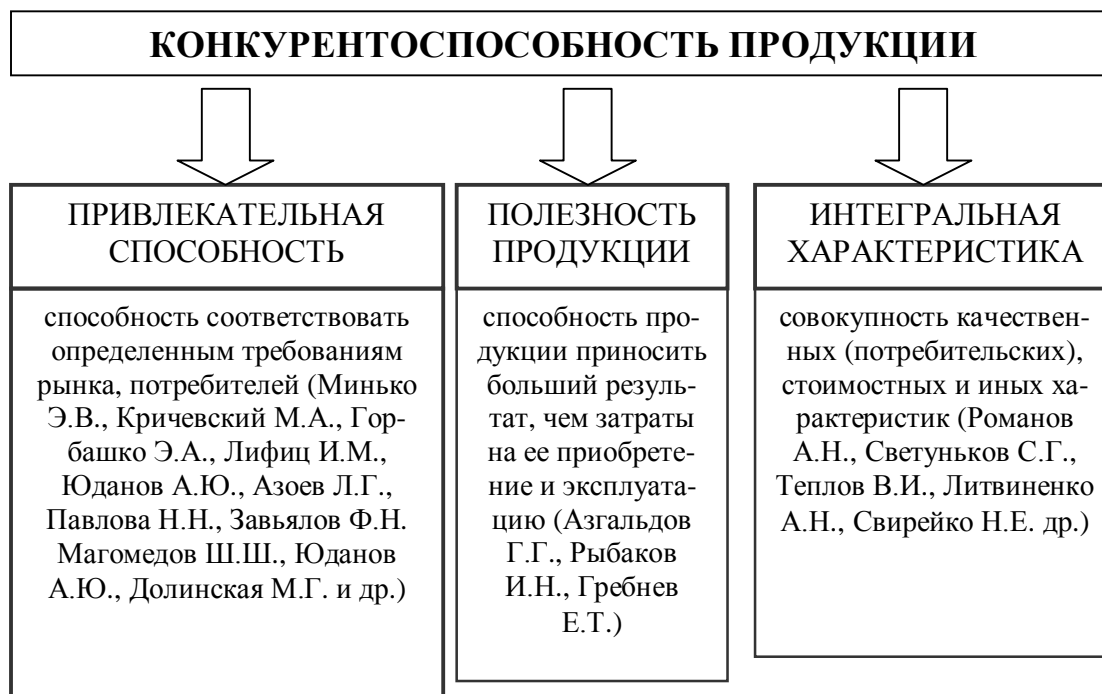 КОНКУРЕНТОСПОСОБНОСТЬ ПРОДУКЦИИ
ПРИВЛЕКАТЕЛЬНАЯ
СПОСОБНОСТЬ
способность соответствовать
определенным требованиям
рынка, потребителей (Минько
Э.В., Кричевский М.А., Гор-
башко Э.А., Лифиц И.М.,
Юданов А.Ю., Азоев Л.Г.,
Павлова Н.Н., Завьялов Ф.Н.
Магомедов Ш.Ш., Юданов
А.Ю., Долинская М.Г. и др.)
ПОЛЕЗНОСТЬ
ПРОДУКЦИИ
способность про-
дукции приносить
больший резуль-
тат, чем затраты
на ее приобрете-
ние и эксплуата-
цию (Азгальдов
Г.Г., Рыбаков
И.Н., Гребнев
Е.Т.)
ИНТЕГРАЛЬНАЯ
ХАРАКТЕРИСТИКА
совокупность качествен-
ных (потребительских),
стоимостных и иных ха-
рактеристик (Романов
А.Н., Светуньков С.Г.,
Теплов В.И., Литвиненко
А.Н., Свирейко Н.Е. др.)